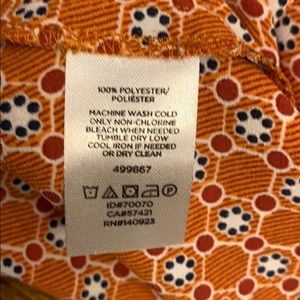 100% POLYESTER/
POLIÉSTER
MACHINE WASH COLD
ONLY NON-CHLORINE
BLEACH WHEN NEEDED
TUMBLE DRY LOW
COOL IRON IF NEEDED
OR DRY CLEAN
499867
ID#70070
CA#57421
RN#140923